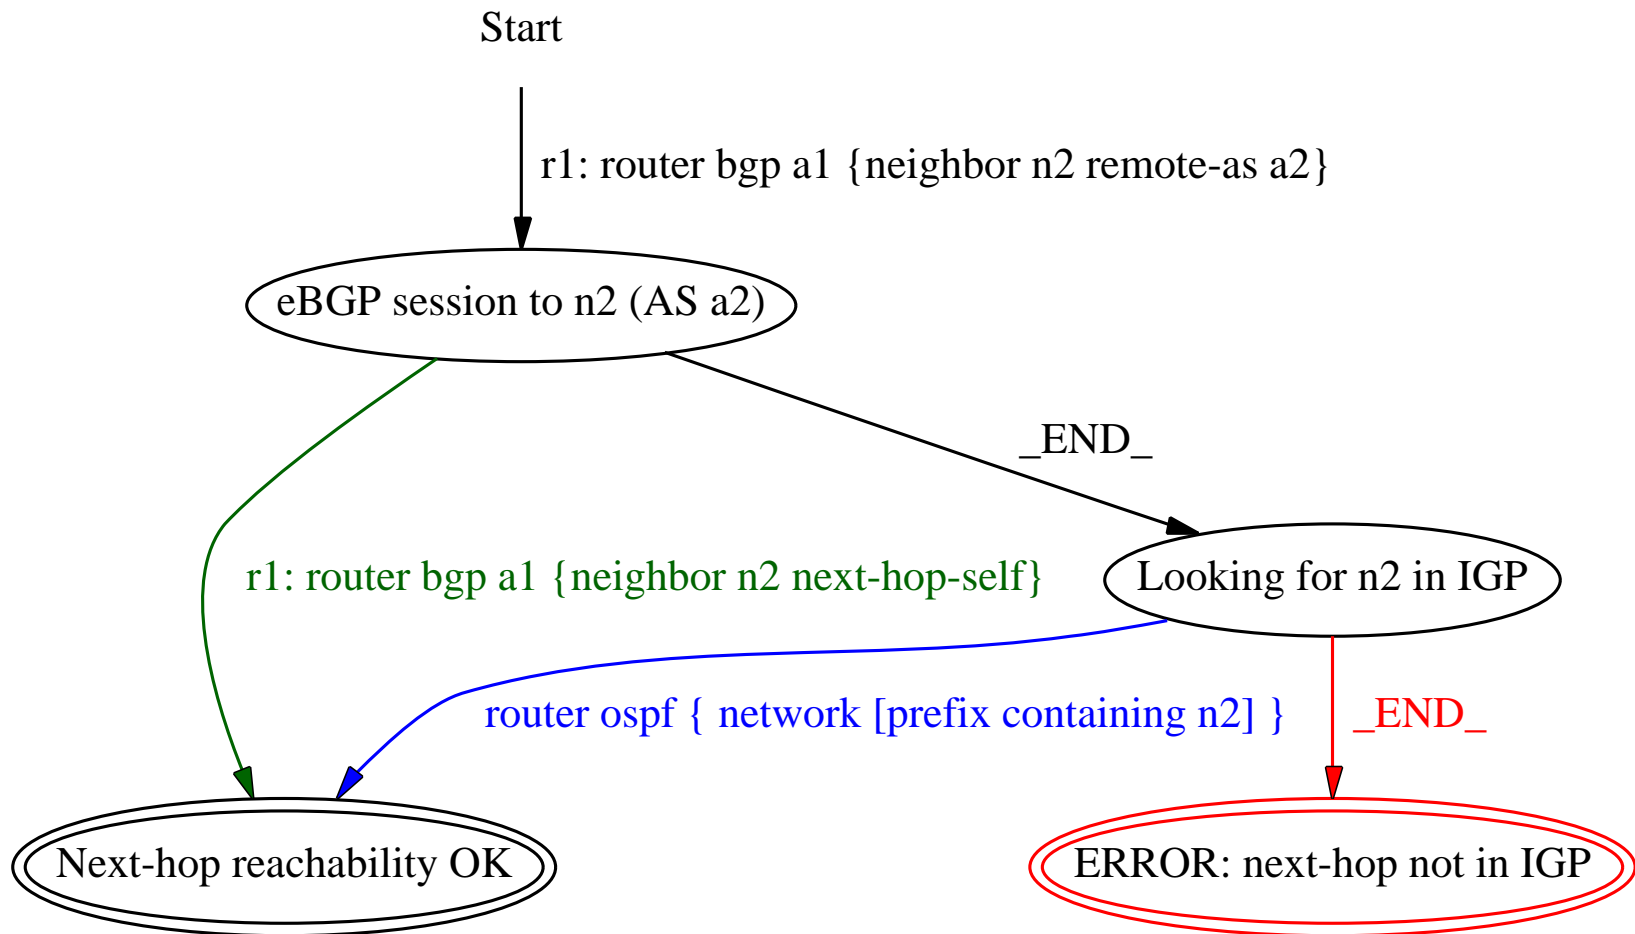 Start
r1: router bgp a1 {neighbor n2 remote-as a2}
eBGP session to n2 (AS a2)
_END_
r1: router bgp a1 {neighbor n2 next-hop-self}
Looking for n2 in IGP
router ospf { network [prefix containing n2] }
_END_
Next-hop reachability OK
ERROR: next-hop not in IGP